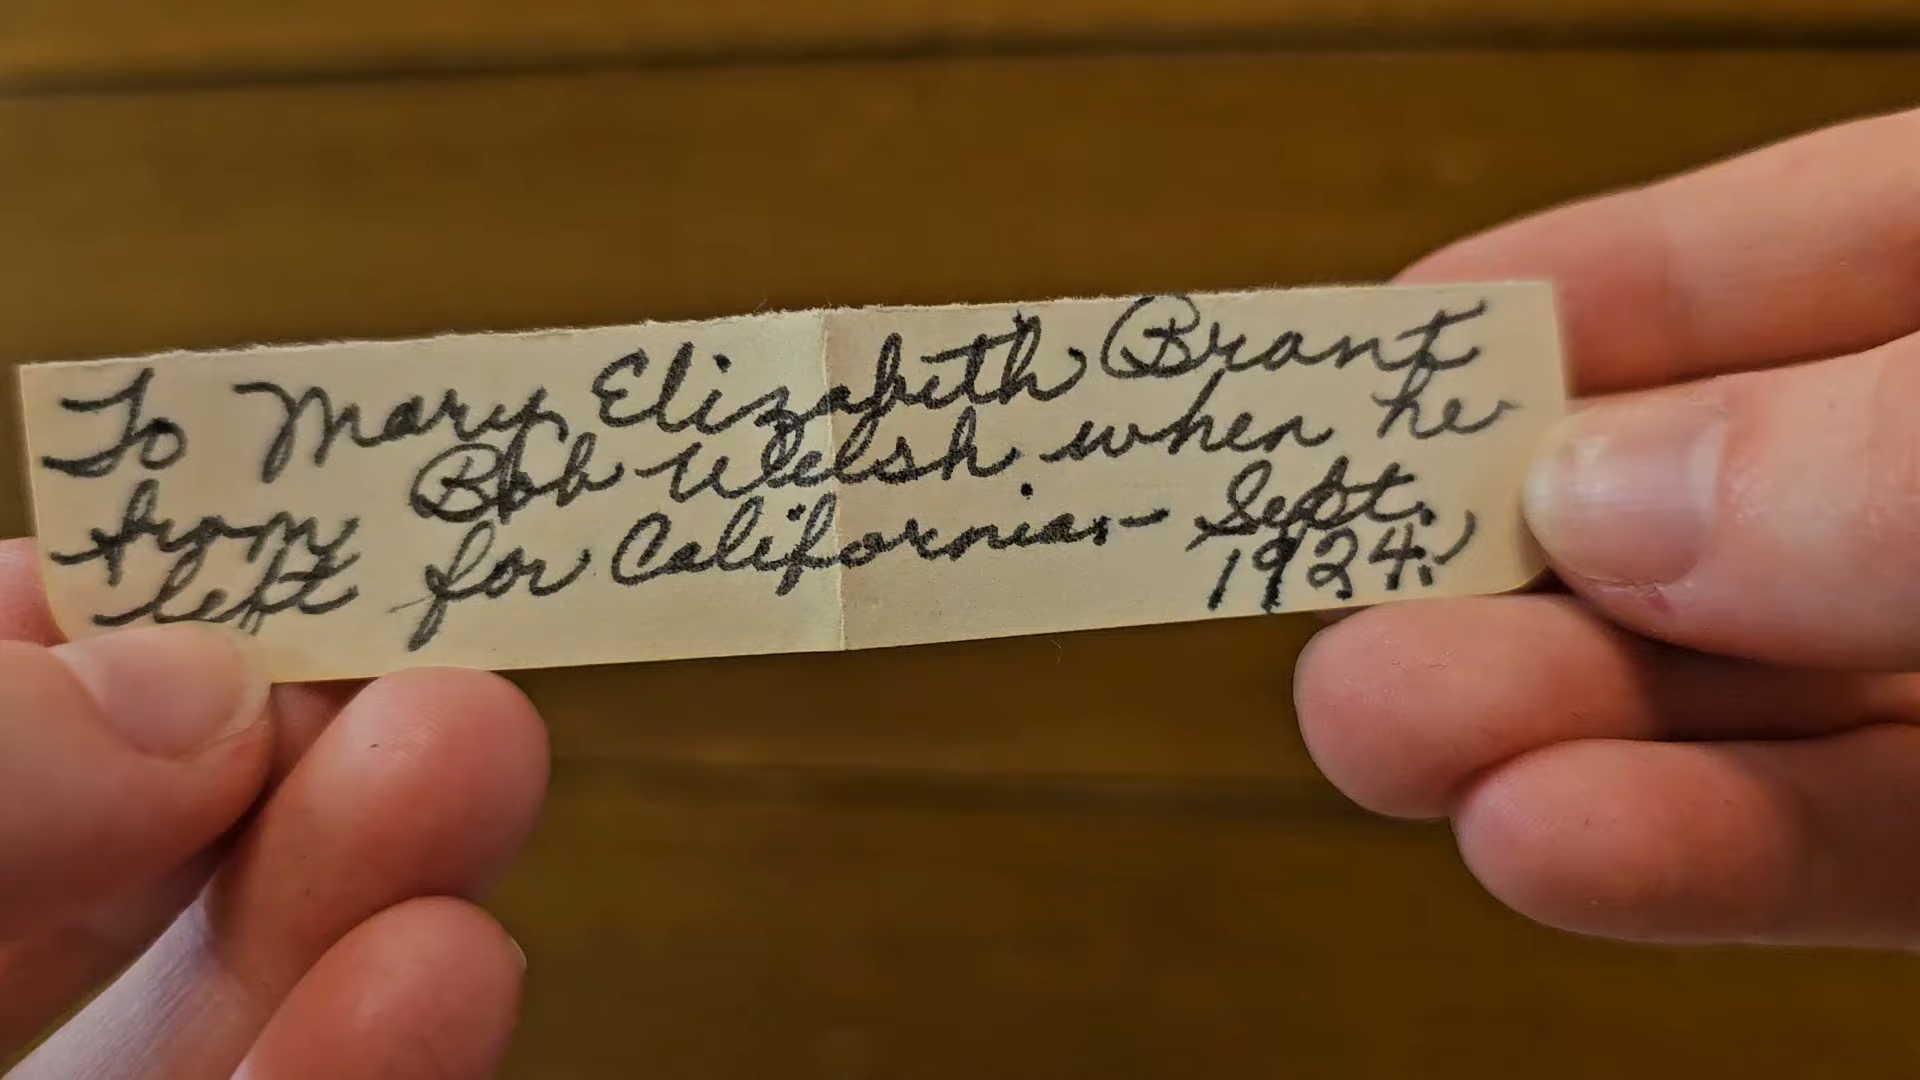 To Mary Elizabeth Brant
from Bob Welsh when he
left for California - Sept.
1924.